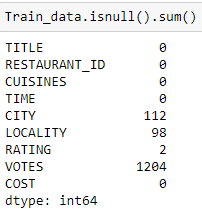 Train_data.isnull().sum()
TITLE 0
RESTAURANT_ID 0
CUISINES 0
TIME 0
CITY 112
LOCALITY 98
RATING 2
VOTES 1204
COST 0
dtype: int64